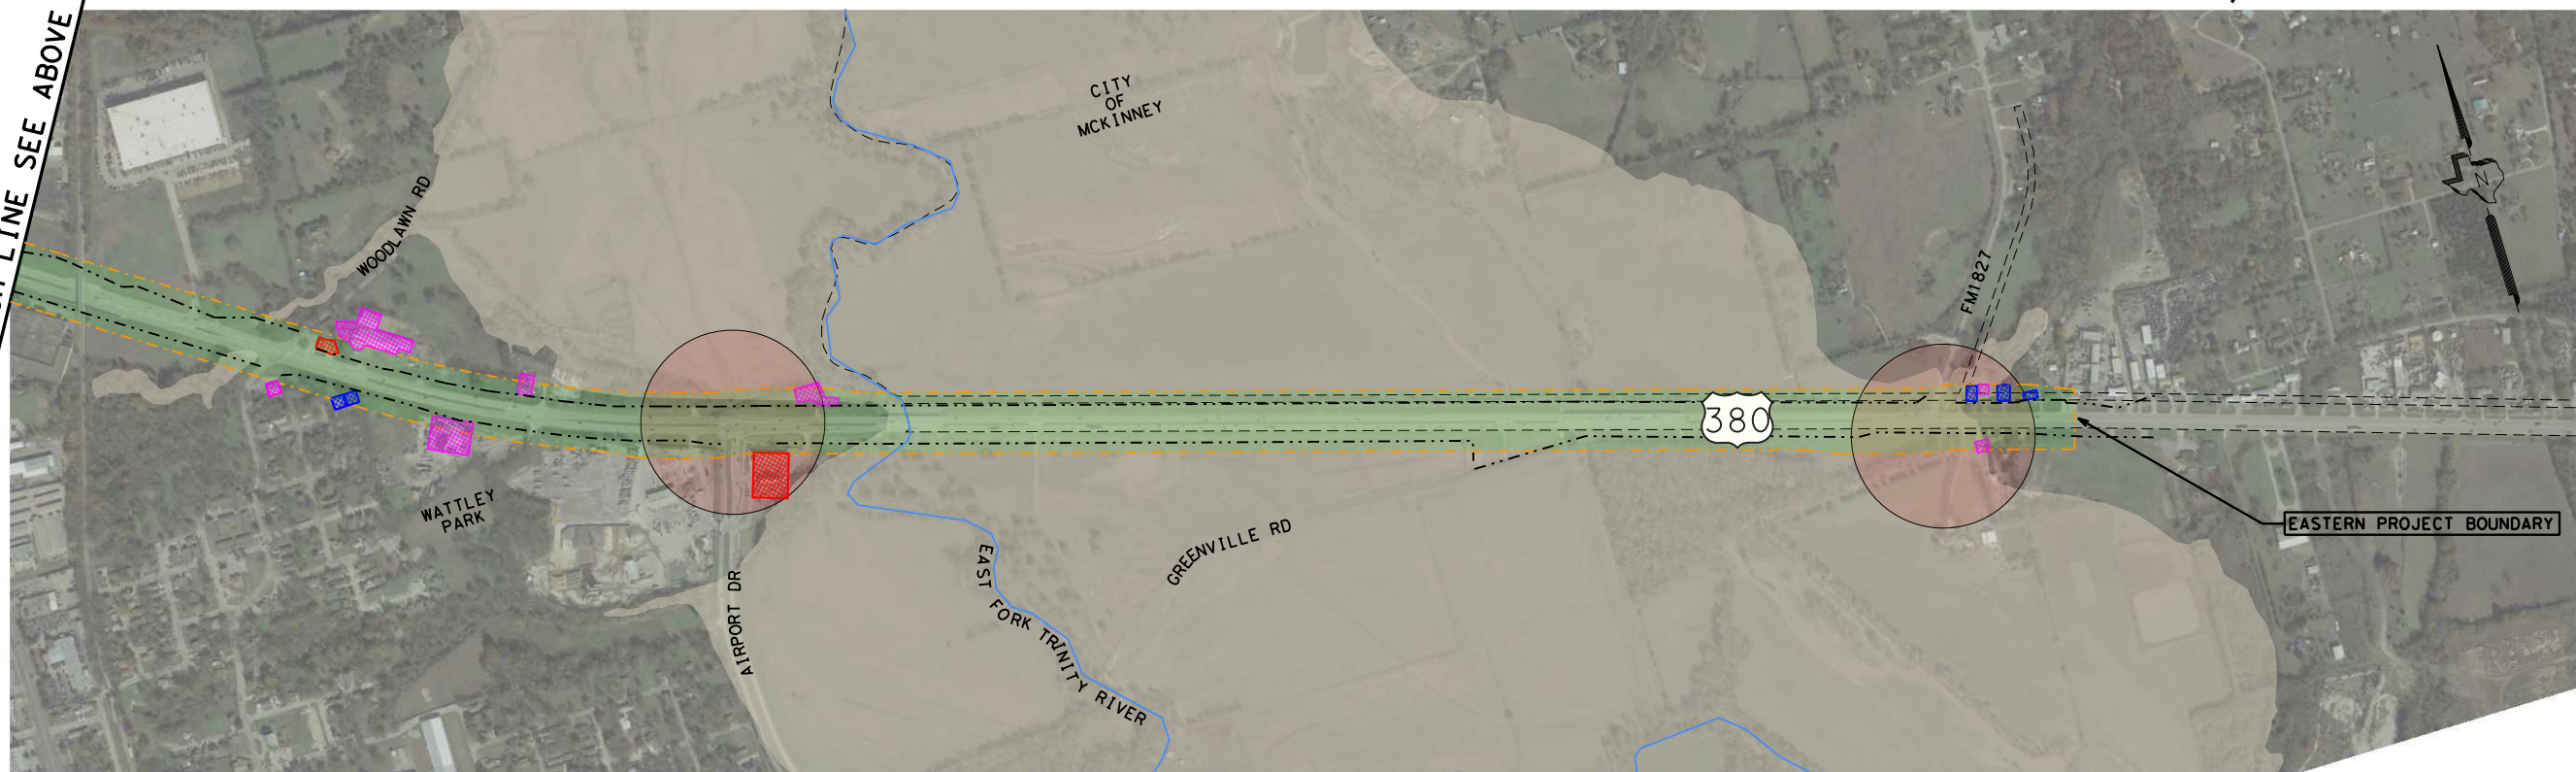 LINE SEE ABOVE
CITY
OF
MCKINNEY
WOODLAWN RD
FM1827
N
380
WATTLEY
PARK
EASTERN PROJECT BOUNDARY
GREENVILLE RD
AIRPORT DR
EAST FORK TRINITY RIVER